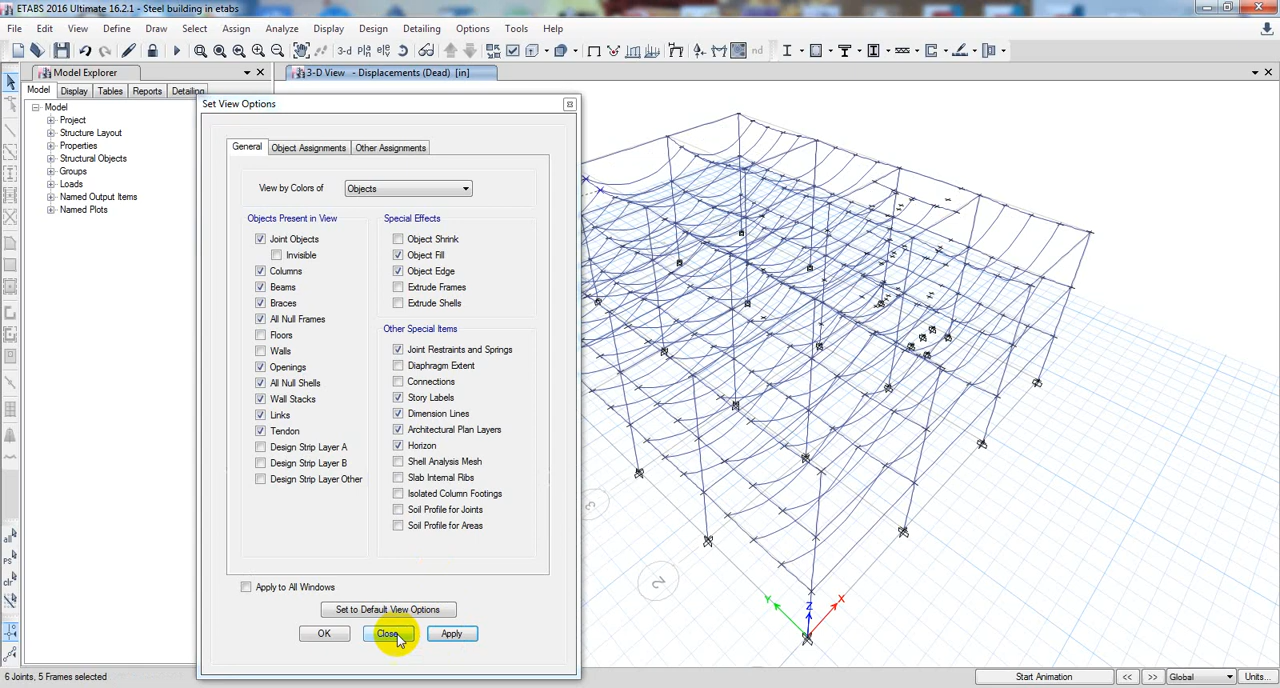 ETABS 2016 Ultimate 16.2.1 - Steel building in etabs
File Edit View Define Draw Select Assign Analyze Display Design Detailing Options Tools Help
3-d nd
Model Explorer
3-D View - Displacements (Dead) [in]
Model Display Tables Reports Detailing
Model
Project
Structure Layout
Properties
Structural Objects
Groups
Loads
Named Output Items
Named Plots
Set View Options
General Object Assignments Other Assignments
View by Colors of Objects
Objects Present in View
Joint Objects
Invisible
Columns
Beams
Braces
All Null Frames
Floors
Walls
Openings
All Null Shells
Wall Stacks
Links
Tendon
Design Strip Layer A
Design Strip Layer B
Design Strip Layer Other
Special Effects
Object Shrink
Object Fill
Object Edge
Extrude Frames
Extrude Shells
Other Special Items
Joint Restraints and Springs
Diaphragm Extent
Connections
Story Labels
Dimension Lines
Architectural Plan Layers
Horizon
Shell Analysis Mesh
Slab Internal Ribs
Isolated Column Footings
Soil Profile for Joints
Soil Profile for Areas
Apply to All Windows
Set to Default View Options
OK Close Apply
3
2
Y Z X
all
PS
clr
6 Joints, 5 Frames selected
Start Animation << >> Global Units...